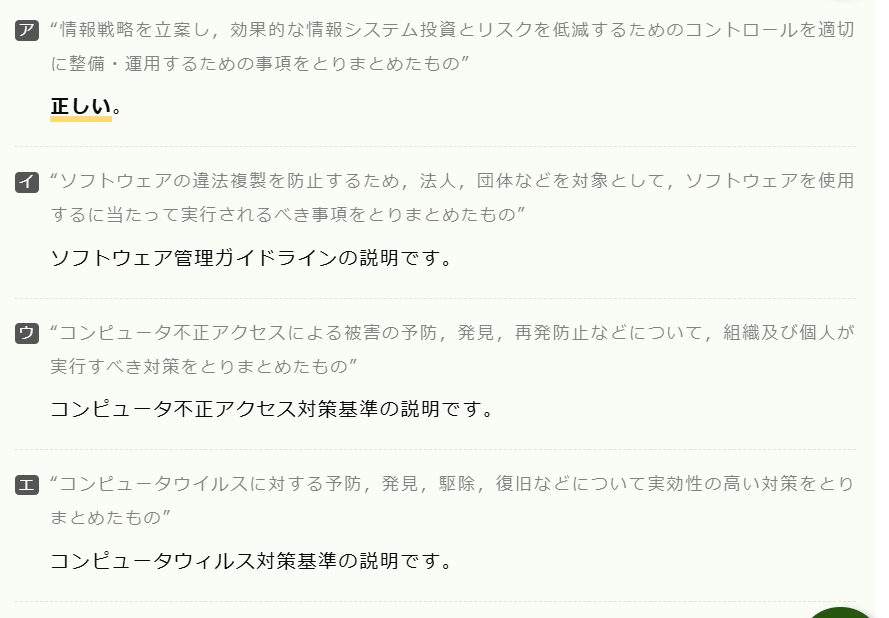 ア “情報戦略を立案し，効果的な情報システム投資とリスクを低減するためのコントロールを適切
に整備・運用するための事項をとりまとめたもの”
正しい。
イ “ソフトウェアの違法複製を防止するため，法人，団体などを対象として，ソフトウェアを使用
するに当たって実行されるべき事項をとりまとめたもの”
ソフトウェア管理ガイドラインの説明です。
ウ “コンピュータ不正アクセスによる被害の予防，発見，再発防止などについて，組織及び個人が
実行すべき対策をとりまとめたもの”
コンピュータ不正アクセス対策基準の説明です。
エ “コンピュータウイルスに対する予防，発見，駆除，復旧などについて実効性の高い対策をとり
まとめたもの”
コンピュータウィルス対策基準の説明です。